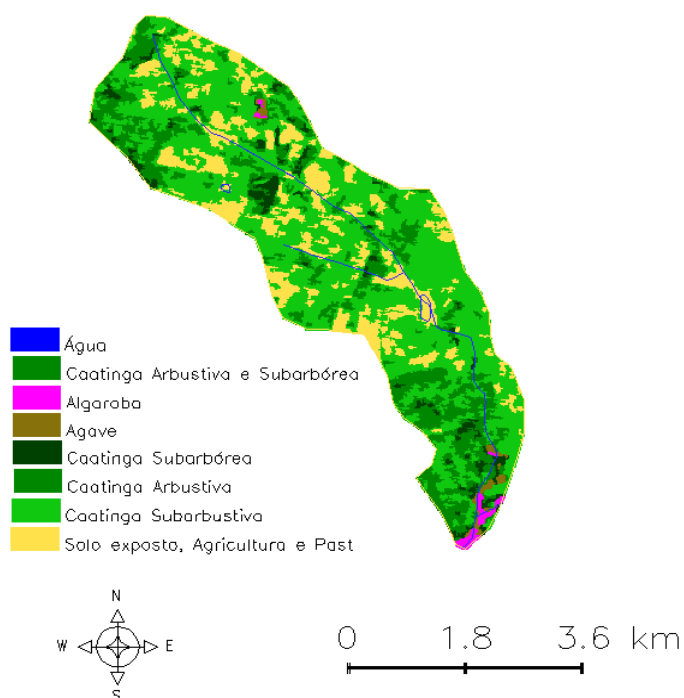 Água
Caatinga Arbustiva e Subarbórea
Algaroba
Agave
Caatinga Subarbórea
Caatinga Arbustiva
Caatinga Subarbustiva
Solo exposto, Agricultura e Past
N
W E
S
0 1.8 3.6 km